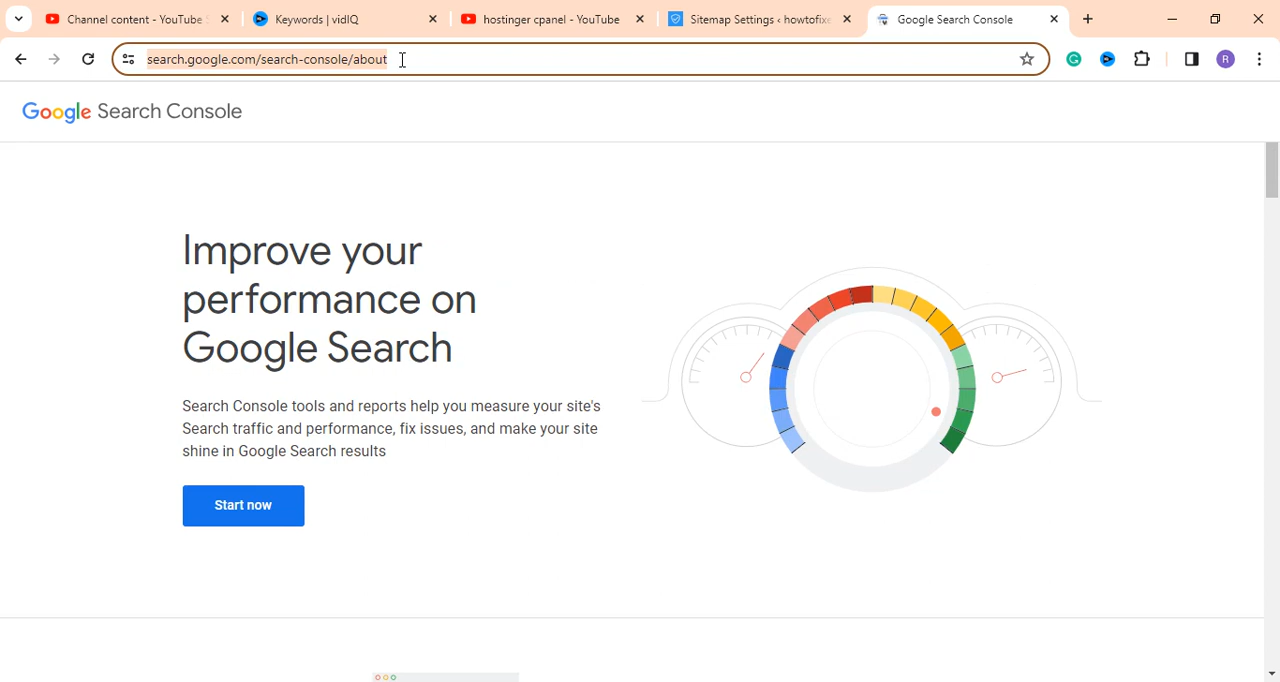 Channel content - YouTube S
Keywords | vidIQ
hostinger cpanel - YouTube
Sitemap Settings ‹ howtofixe
Google Search Console
search.google.com/search-console/about
R
Google Search Console
Improve your
performance on
Google Search
Search Console tools and reports help you measure your site's
Search traffic and performance, fix issues, and make your site
shine in Google Search results
Start now